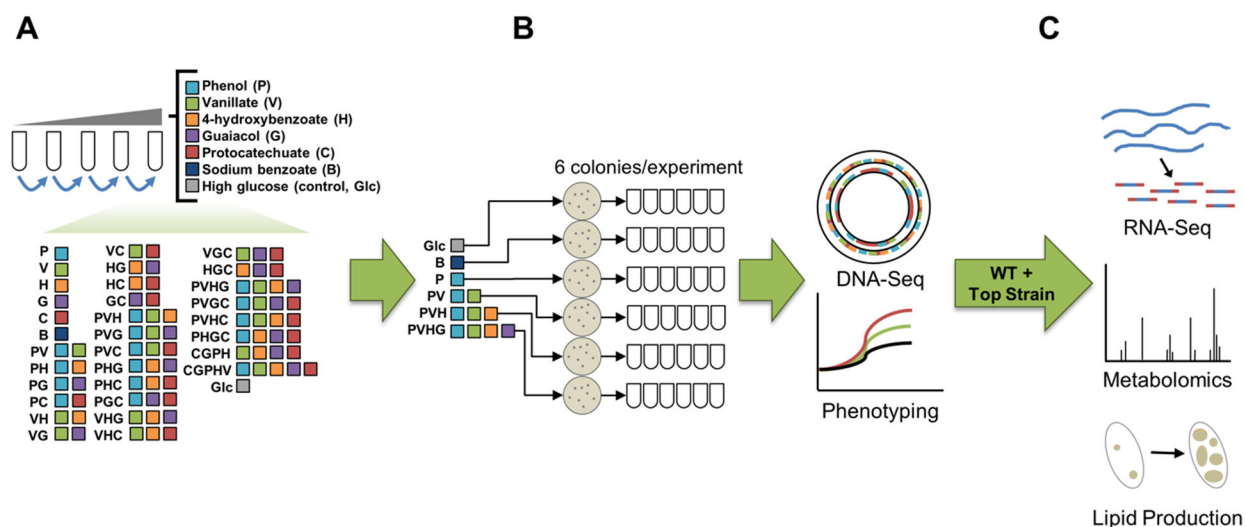 A
Phenol (P)
Vanillate (V)
4-hydroxybenzoate (H)
Guaiacol (G)
Protocatechuate (C)
Sodium benzoate (B)
High glucose (control, Glc)
P
V
H
G
C
B
PV
PH
PG
PC
VH
VG
VC
HG
HC
GC
PVH
PVG
PVC
PHG
PHC
PGC
VHG
VHC
VGC
HGC
PVHG
PVGC
PVHC
PHGC
CGPH
CGPHV
Glc
B
6 colonies/experiment
Glc
B
P
PV
PVH
PVHG
DNA-Seq
Phenotyping
WT +
Top Strain
C
RNA-Seq
Metabolomics
Lipid Production